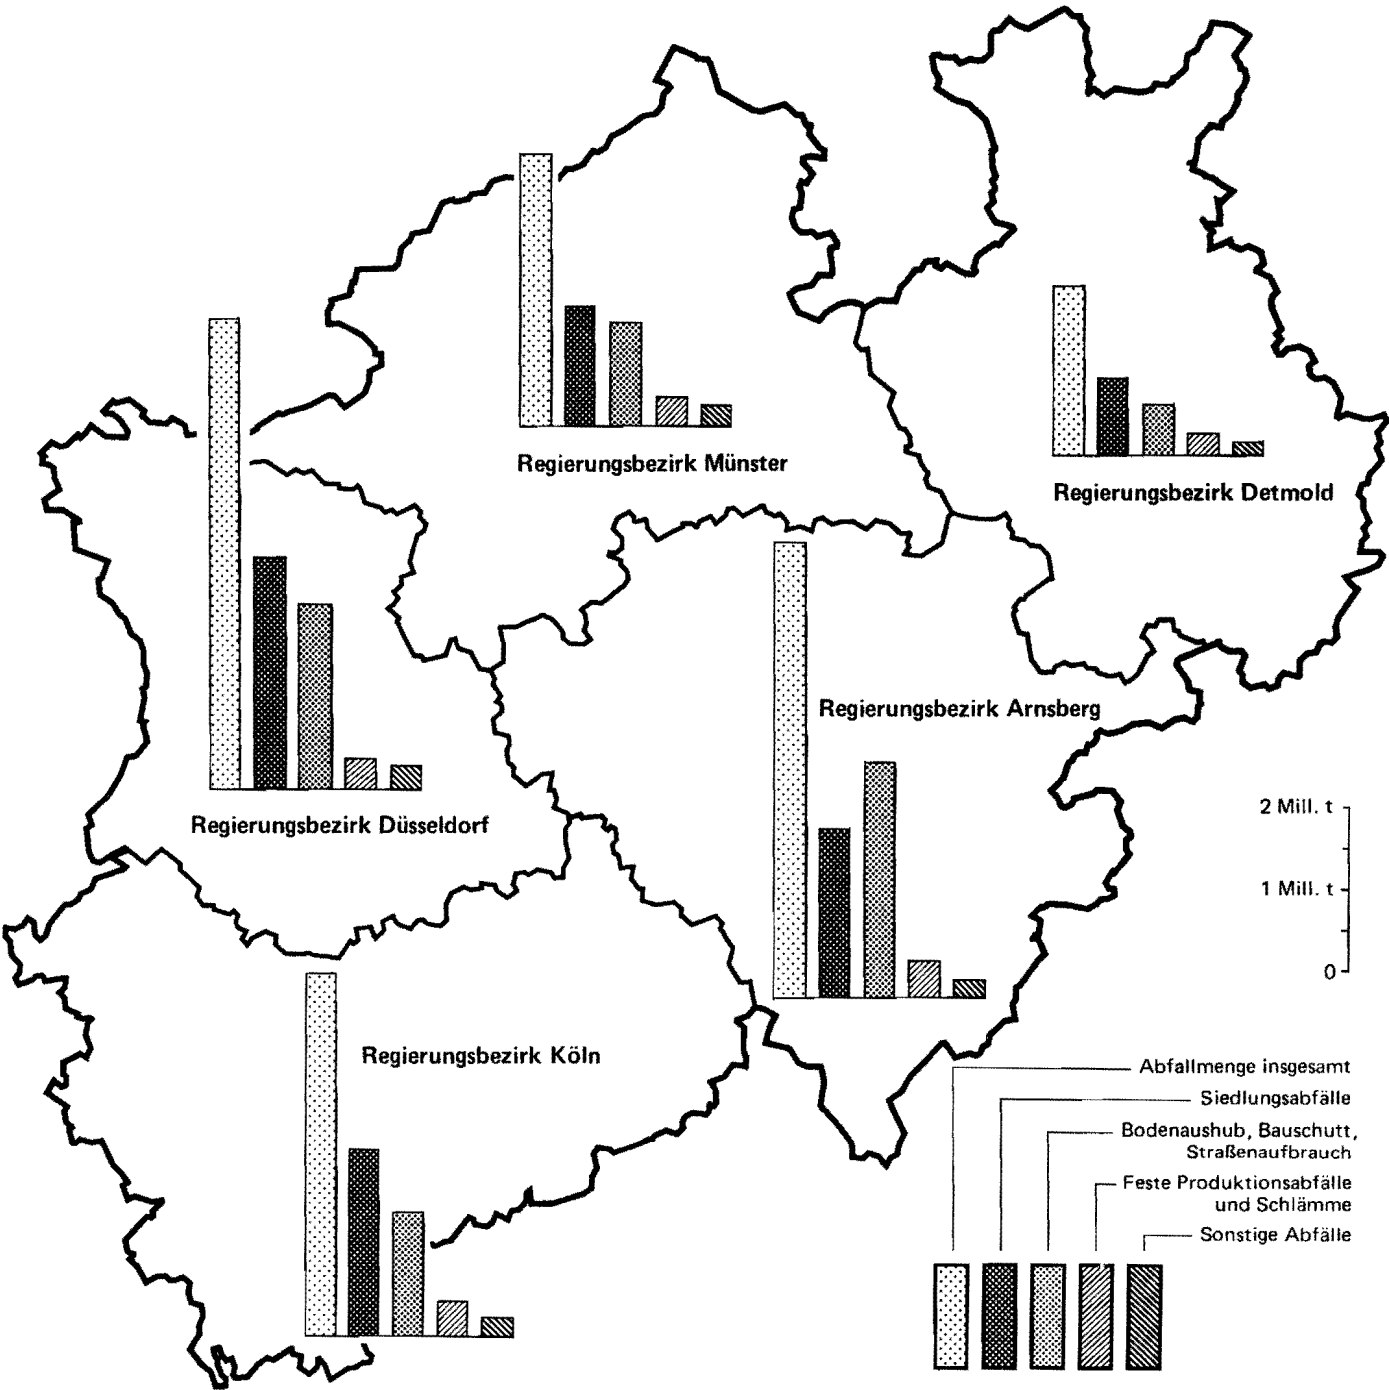 Regierungsbezirk Münster
Regierungsbezirk Detmold
Regierungsbezirk Arnsberg
Regierungsbezirk Düsseldorf
2 Mill. t
1 Mill. t
0
Regierungsbezirk Köln
Abfallmenge insgesamt
Siedlungsabfälle
Bodenaushub, Bauschutt,
Straßenaufbrauch
Feste Produktionsabfälle
und Schlämme
Sonstige Abfälle